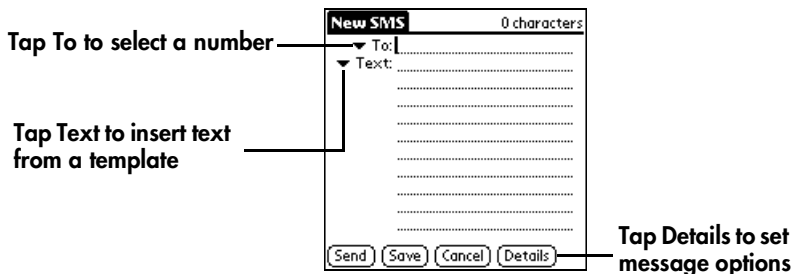 New SMS 0 characters
Tap To to select a number
To:
Text:
Tap Text to insert text
from a template
Send Save Cancel Details
Tap Details to set
message options